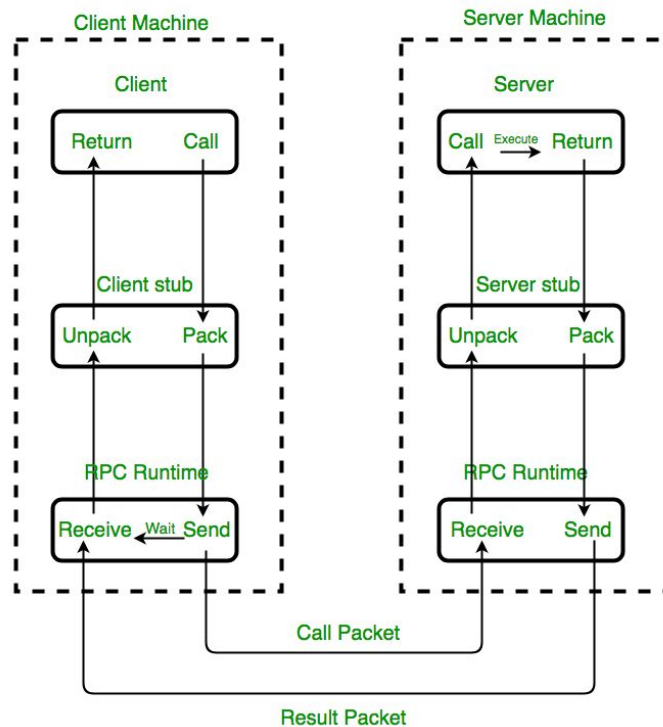 Client Machine
Server Machine
Client
Server
Return Call
Call Execute Return
Client stub
Server stub
Unpack Pack
Unpack Pack
RPC Runtime
RPC Runtime
Receive Wait Send
Receive Send
Call Packet
Result Packet